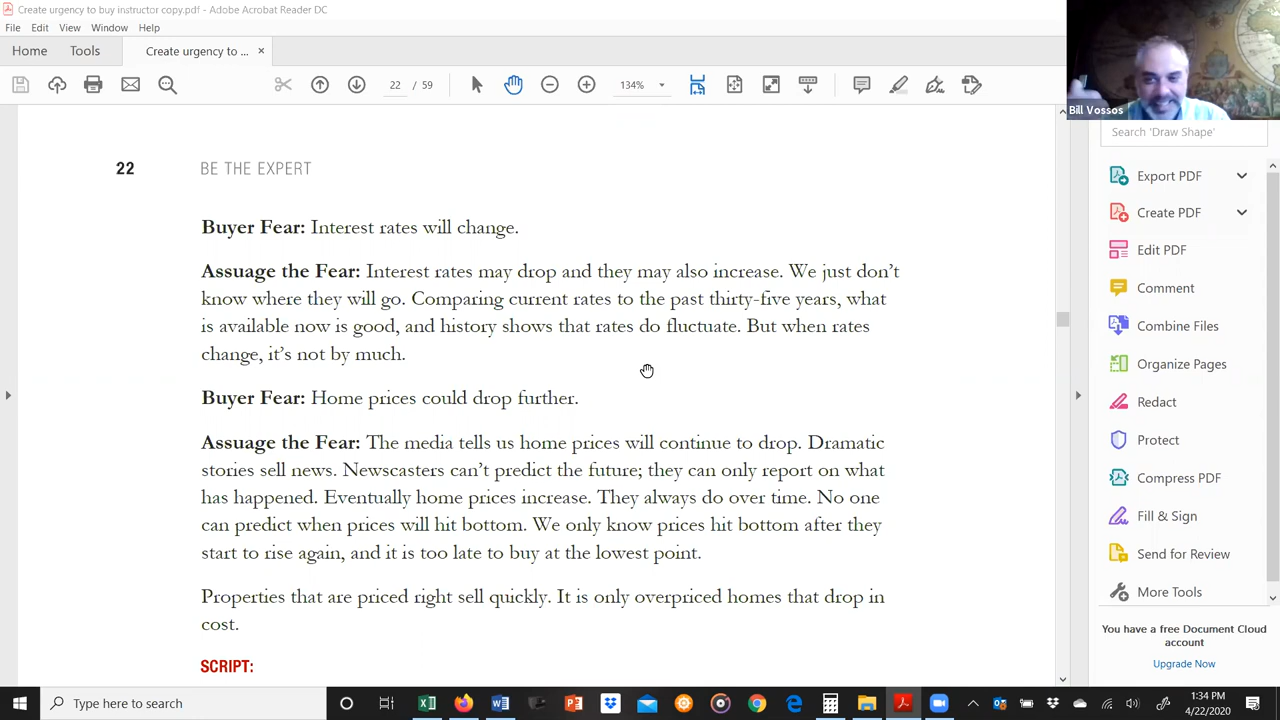 Create urgency to buy instructor copy.pdf - Adobe Acrobat Reader DC
File Edit View Window Help
Home Tools Create urgency to ... ×
22 / 59 134%
Bill Vossos
Search 'Draw Shape'
22 BE THE EXPERT
Buyer Fear: Interest rates will change.
Assuage the Fear: Interest rates may drop and they may also increase. We just don't
know where they will go. Comparing current rates to the past thirty-five years, what
is available now is good, and history shows that rates do fluctuate. But when rates
change, it's not by much.
Buyer Fear: Home prices could drop further.
Assuage the Fear: The media tells us home prices will continue to drop. Dramatic
stories sell news. Newscasters can't predict the future; they can only report on what
has happened. Eventually home prices increase. They always do over time. No one
can predict when prices will hit bottom. We only know prices hit bottom after they
start to rise again, and it is too late to buy at the lowest point.
Properties that are priced right sell quickly. It is only overpriced homes that drop in
cost.
SCRIPT:
Export PDF
Create PDF
Edit PDF
Comment
Combine Files
Organize Pages
Redact
Protect
Compress PDF
Fill & Sign
Send for Review
More Tools
You have a free Document Cloud
account
Upgrade Now
Type here to search
1:34 PM
4/22/2020